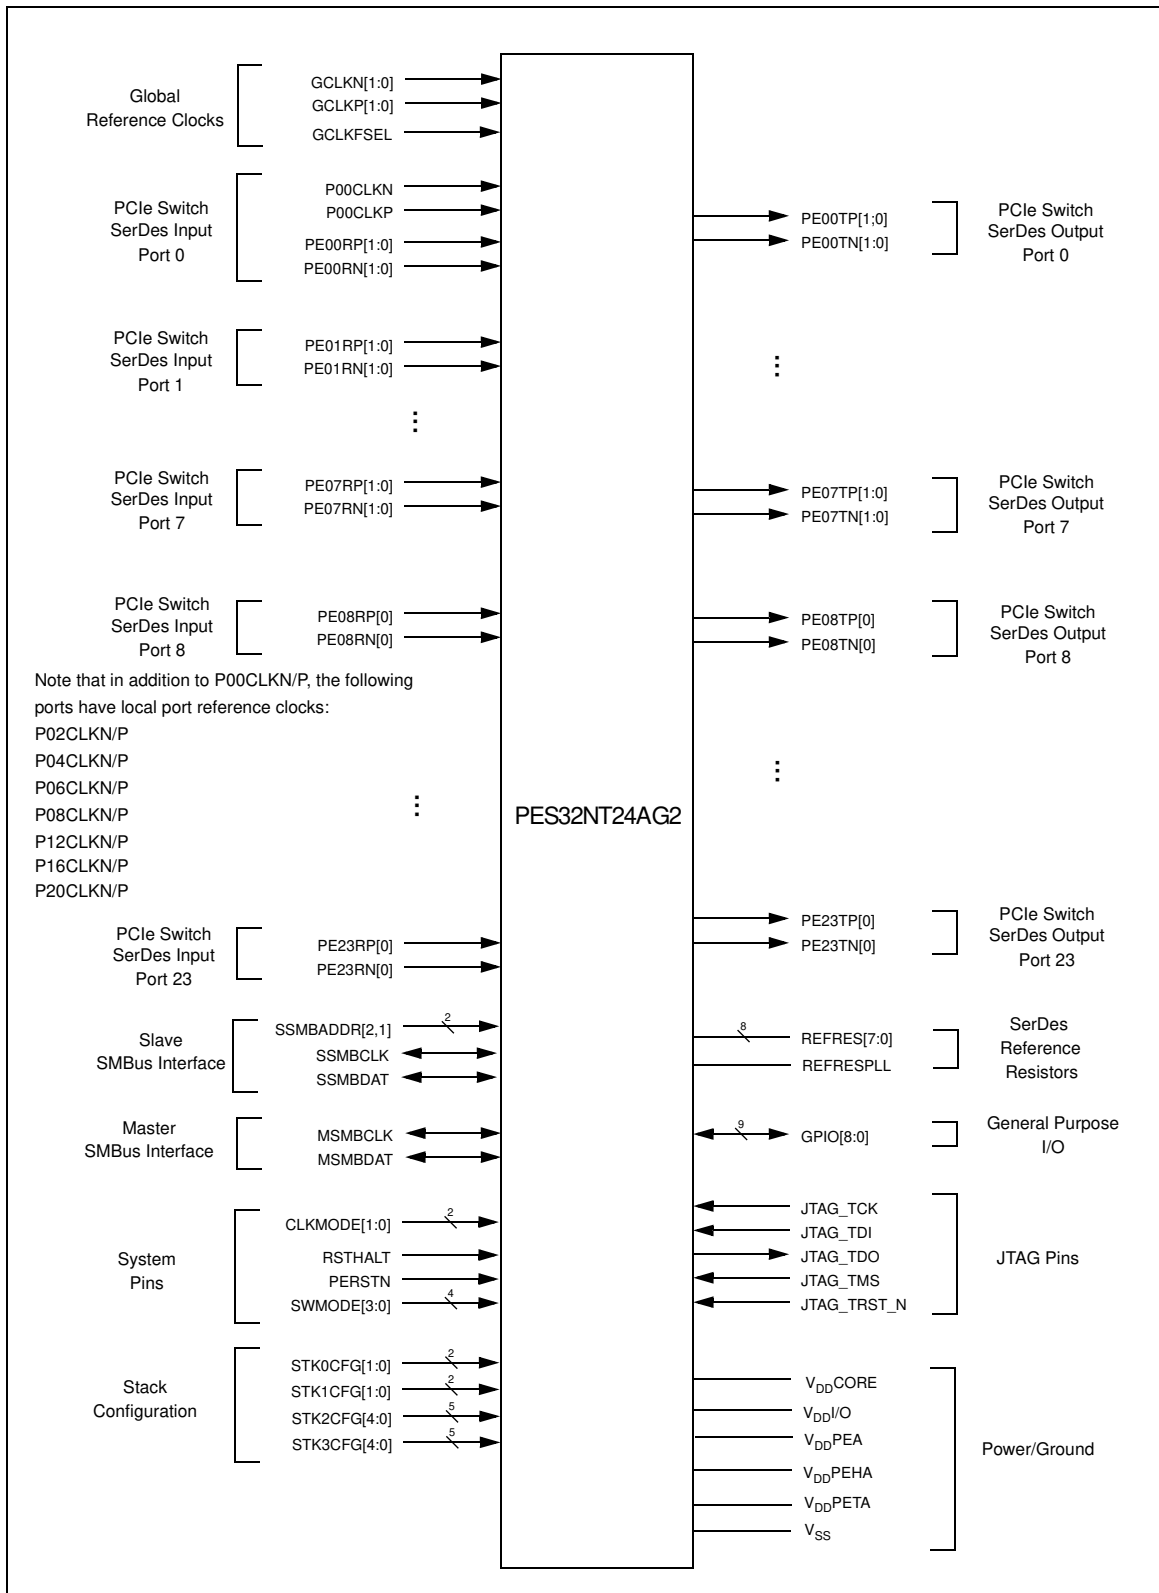 Global
Reference Clocks
GCLKN[1:0]
GCLKP[1:0]
GCLKFSEL
PCIe Switch
SerDes Input
Port 0
P00CLKN
P00CLKP
PE00RP[1:0]
PE00RN[1:0]
PCIe Switch
SerDes Input
Port 1
PE01RP[1:0]
PE01RN[1:0]
...
PCIe Switch
SerDes Input
Port 7
PE07RP[1:0]
PE07RN[1:0]
PCIe Switch
SerDes Input
Port 8
PE08RP[0]
PE08RN[0]
Note that in addition to P00CLKN/P, the following
ports have local port reference clocks:
P02CLKN/P
P04CLKN/P
P06CLKN/P
P08CLKN/P
P12CLKN/P
P16CLKN/P
P20CLKN/P
...
PCIe Switch
SerDes Input
Port 23
PE23RP[0]
PE23RN[0]
Slave
SMBus Interface
SSMBADDR[2,1]
2
SSMBCLK
SSMBDAT
Master
SMBus Interface
MSMBCLK
MSMBDAT
System
Pins
CLKMODE[1:0]
2
RSTHALT
PERSTN
SWMODE[3:0]
4
Stack
Configuration
STK0CFG[1:0]
2
STK1CFG[1:0]
2
STK2CFG[4:0]
5
STK3CFG[4:0]
5
PES32NT24AG2
PE00TP[1;0]
PE00TN[1:0]
PCIe Switch
SerDes Output
Port 0
...
PE07TP[1:0]
PE07TN[1:0]
PCIe Switch
SerDes Output
Port 7
PE08TP[0]
PE08TN[0]
PCIe Switch
SerDes Output
Port 8
...
PE23TP[0]
PE23TN[0]
PCIe Switch
SerDes Output
Port 23
8
REFRES[7:0]
REFRESPLL
SerDes
Reference
Resistors
9
GPIO[8:0]
General Purpose
I/O
JTAG_TCK
JTAG_TDI
JTAG_TDO
JTAG_TMS
JTAG_TRST_N
JTAG Pins
VDDCORE
VDDI/O
VDDPEA
VDDPEHA
VDDPETA
VSS
Power/Ground